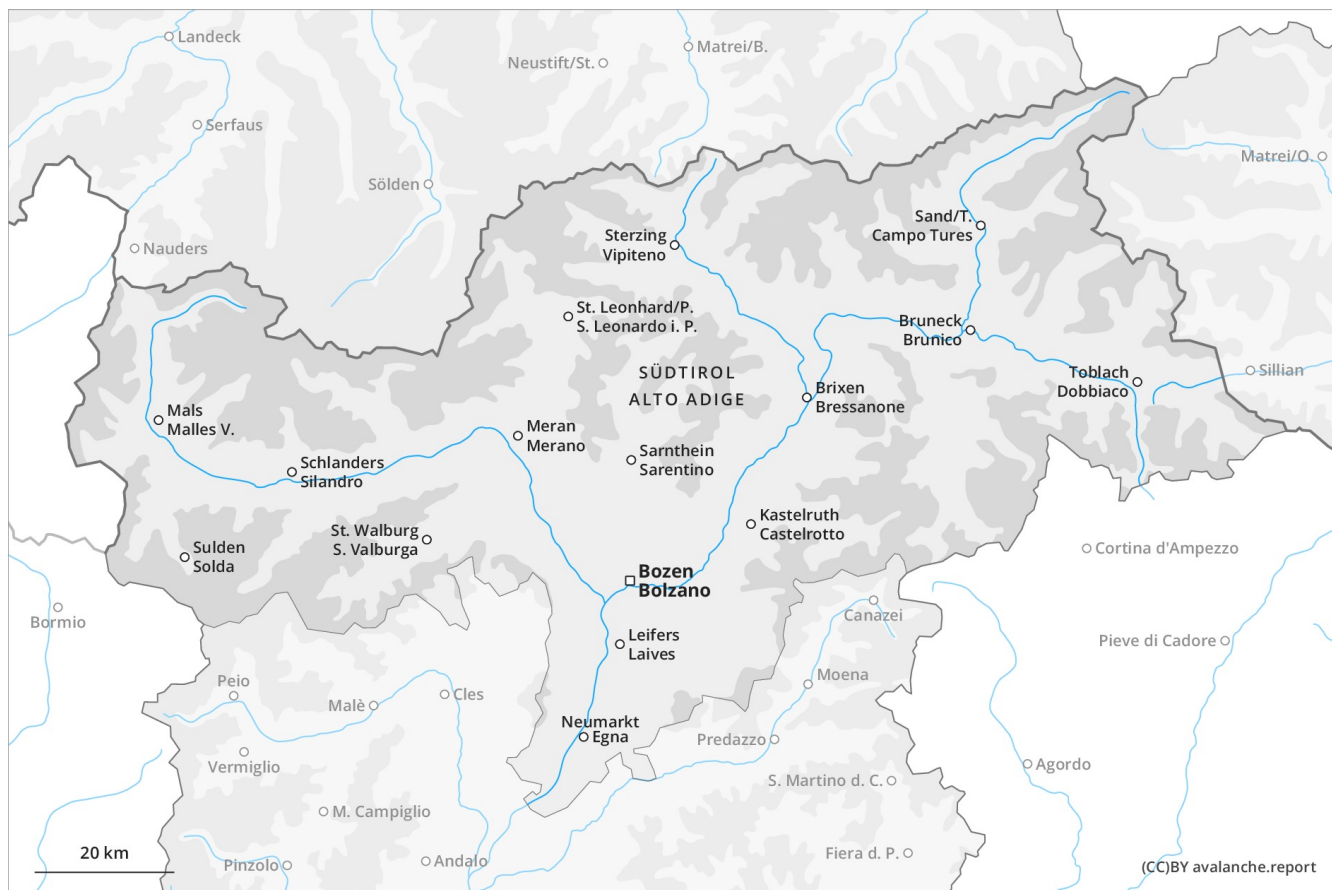 Landeck
Matrei/B.
Neustift/St.
Serfaus
Matrei/O.
Sölden
Sand/T.
Campo Tures
Sterzing
Vipiteno
Nauders
St. Leonhard/P.
S. Leonardo i. P.
Bruneck
Brunico
SÜDTIROL
ALTO ADIGE
Toblach
Dobbiaco
Sillian
Brixen
Bressanone
Mals
Malles V.
Meran
Merano
Sarnthein
Sarentino
Schlanders
Silandro
Kastelruth
Castelrotto
St. Walburg
S. Valburga
Sulden
Solda
Cortina d'Ampezzo
Bozen
Bolzano
Bormio
Canazei
Leifers
Laives
Pieve di Cadore
Peio
Malè
Cles
Moena
Neumarkt
Egna
Predazzo
Vermiglio
Agordo
S. Martino d. C.
M. Campiglio
20 km
Pinzolo
Andalo
Fiera d. P.
(CC)BY avalanche.report